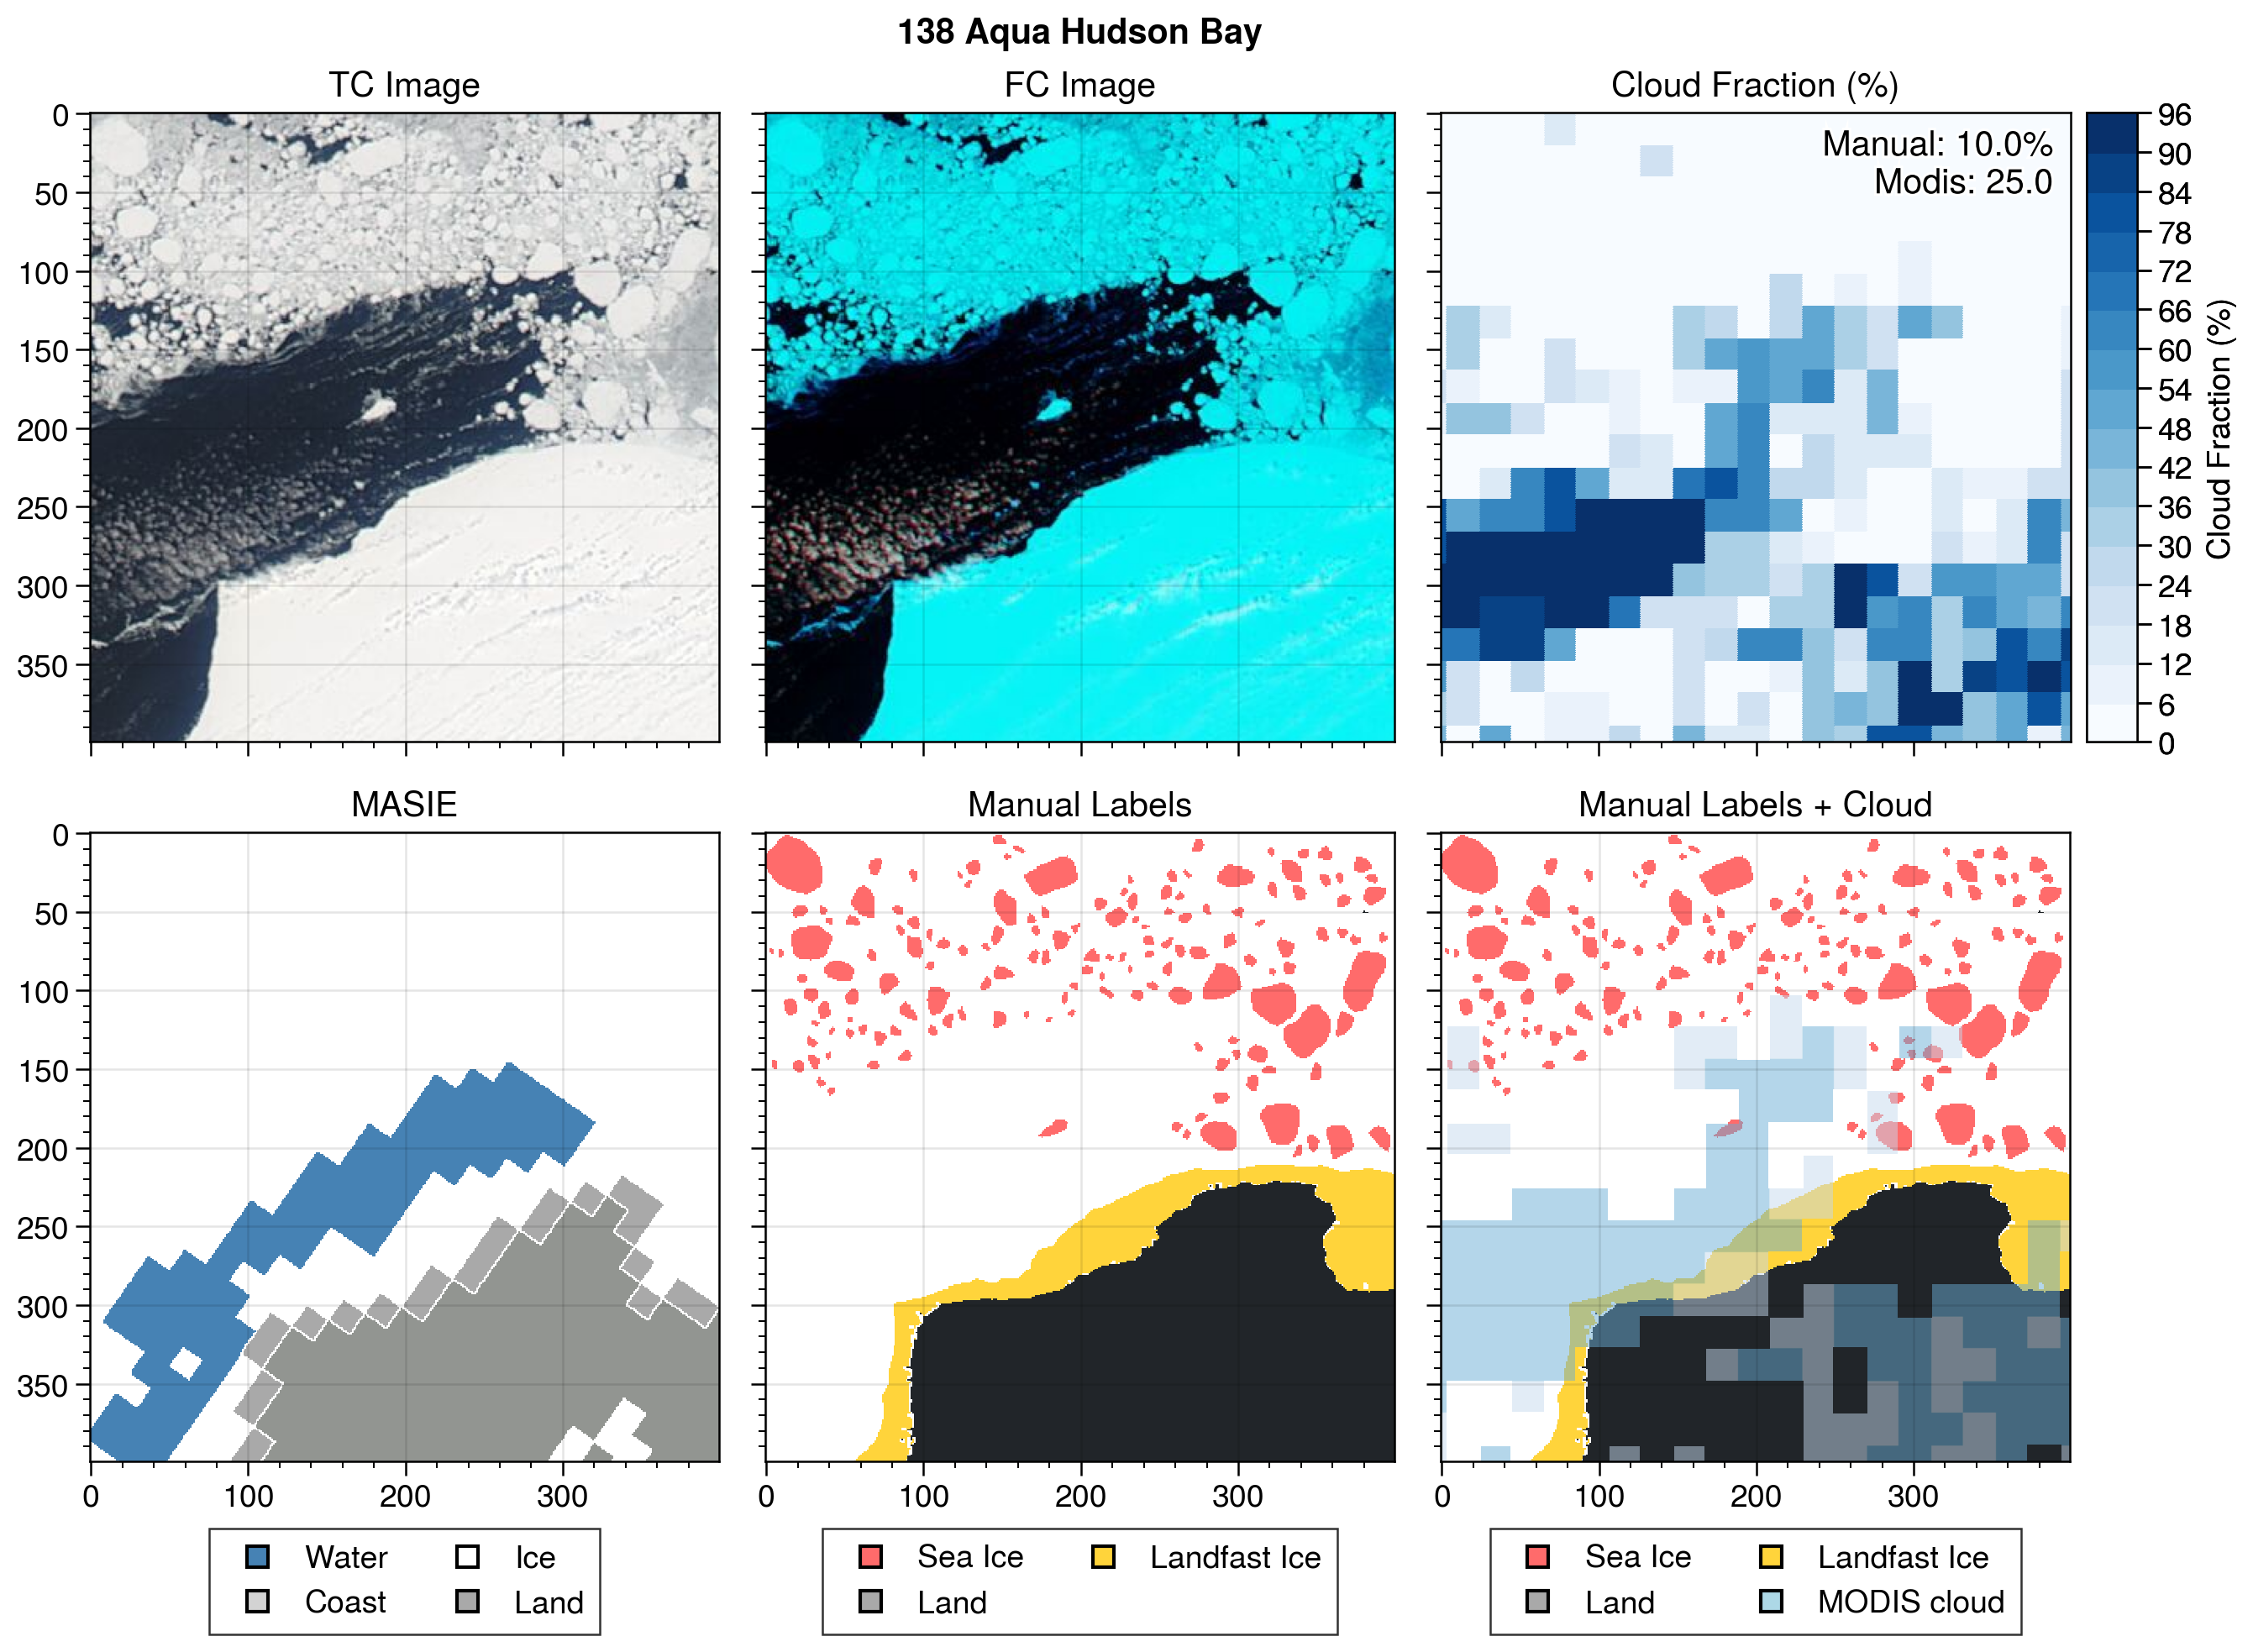 138 Aqua Hudson Bay
TC Image
FC Image
Cloud Fraction (%)
0
50
100
150
200
250
300
350
Manual: 10.0%
Modis: 25.0
96
90
84
78
72
66
60
54
48
42
36
30
24
18
12
6
0
Cloud Fraction (%)
MASIE
Manual Labels
Manual Labels + Cloud
0
50
100
150
200
250
300
350
0 100 200 300
0 100 200 300
0 100 200 300
Water Ice
Coast Land
Sea Ice Landfast Ice
Land
Sea Ice Landfast Ice
Land MODIS cloud